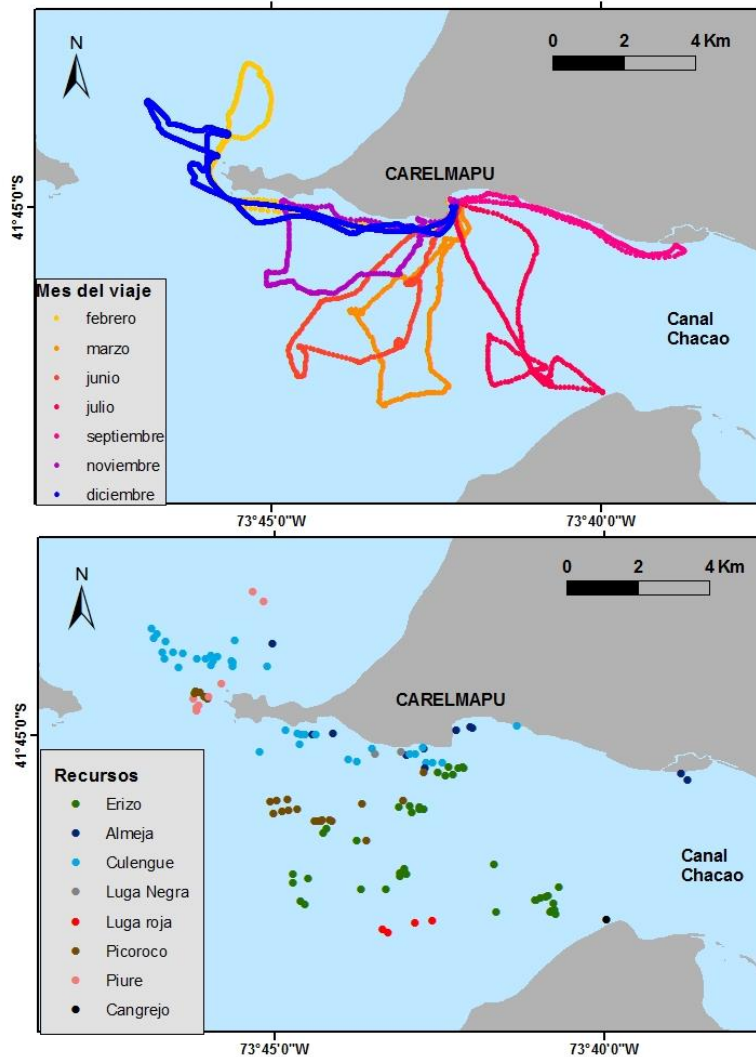 N
0 2 4 Km
CARELMAPU
41°45'0"S
Mes del viaje
febrero
marzo
junio
julio
septiembre
noviembre
diciembre
Canal
Chacao
73°45'0"W 73°40'0"W
N
0 2 4 Km
CARELMAPU
41°45'0"S
Recursos
Erizo
Almeja
Culengue
Luga Negra
Luga roja
Picoroco
Piure
Cangrejo
Canal
Chacao
73°45'0"W 73°40'0"W